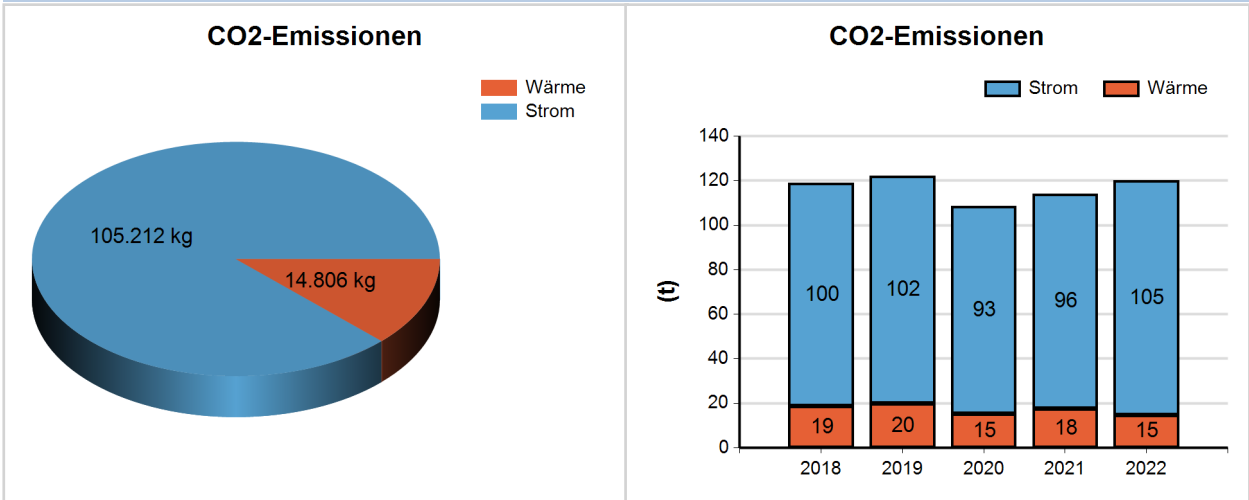 CO2-Emissionen
Wärme
Strom
105.212 kg
14.806 kg
CO2-Emissionen
Strom Wärme
(t)
140
120
100
80
60
40
20
0
100 102 93 96 105
19 20 15 18 15
2018 2019 2020 2021 2022